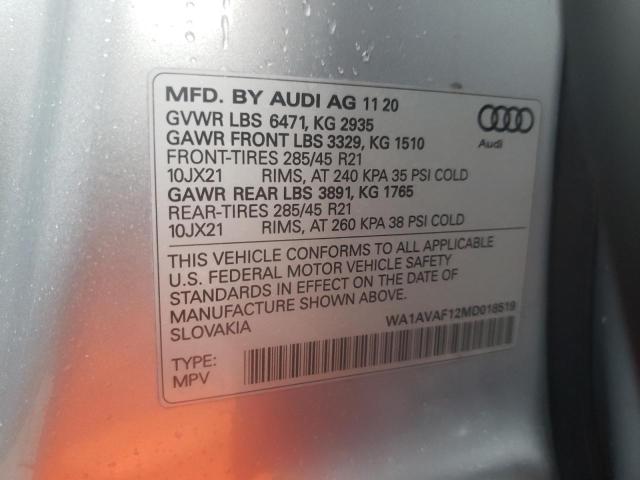 MFD. BY AUDI AG 11 20
GVWR LBS 6471, KG 2935
GAWR FRONT LBS 3329, KG 1510
FRONT-TIRES 285/45 R21
10JX21 RIMS, AT 240 KPA 35 PSI COLD
GAWR REAR LBS 3891, KG 1765
REAR-TIRES 285/45 R21
10JX21 RIMS, AT 260 KPA 38 PSI COLD
Audi
THIS VEHICLE CONFORMS TO ALL APPLICABLE
U.S. FEDERAL MOTOR VEHICLE SAFETY
STANDARDS IN EFFECT ON THE DATE OF
MANUFACTURE SHOWN ABOVE.
SLOVAKIA
WA1AVAF12MD018519
TYPE:
MPV